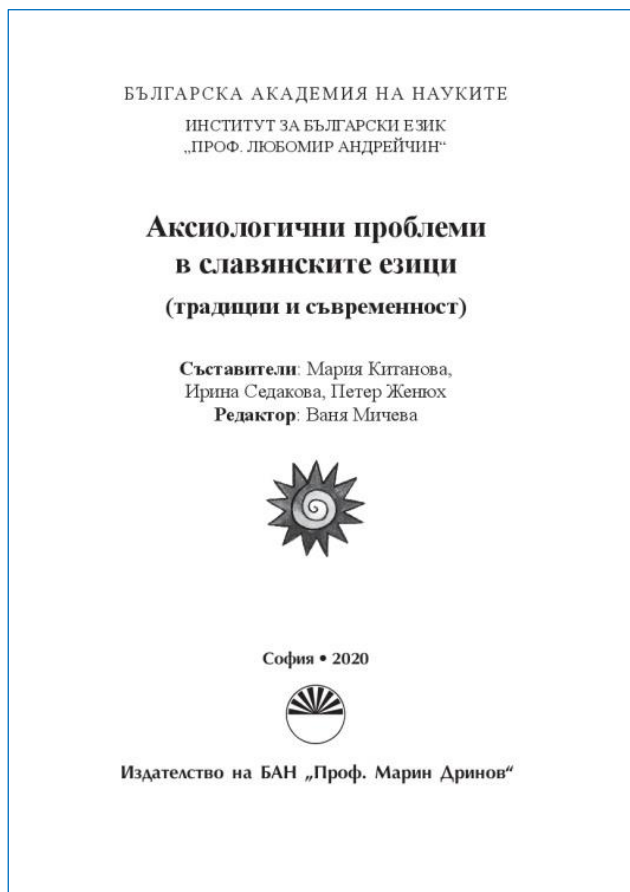 БЪЛГАРСКА АКАДЕМИЯ НА НАУКИТЕ
ИНСТИТУТ ЗА БЪЛГАРСКИ ЕЗИК
„ПРОФ. ЛЮБОМИР АНДРЕЙЧИН“
Аксиологични проблеми
в славянските езици
(традиции и съвременност)
Съставители: Мария Китанова,
Ирина Седакова, Петер Женюх
Редактор: Ваня Мичева
София • 2020
Издателство на БАН „Проф. Марин Дринов“